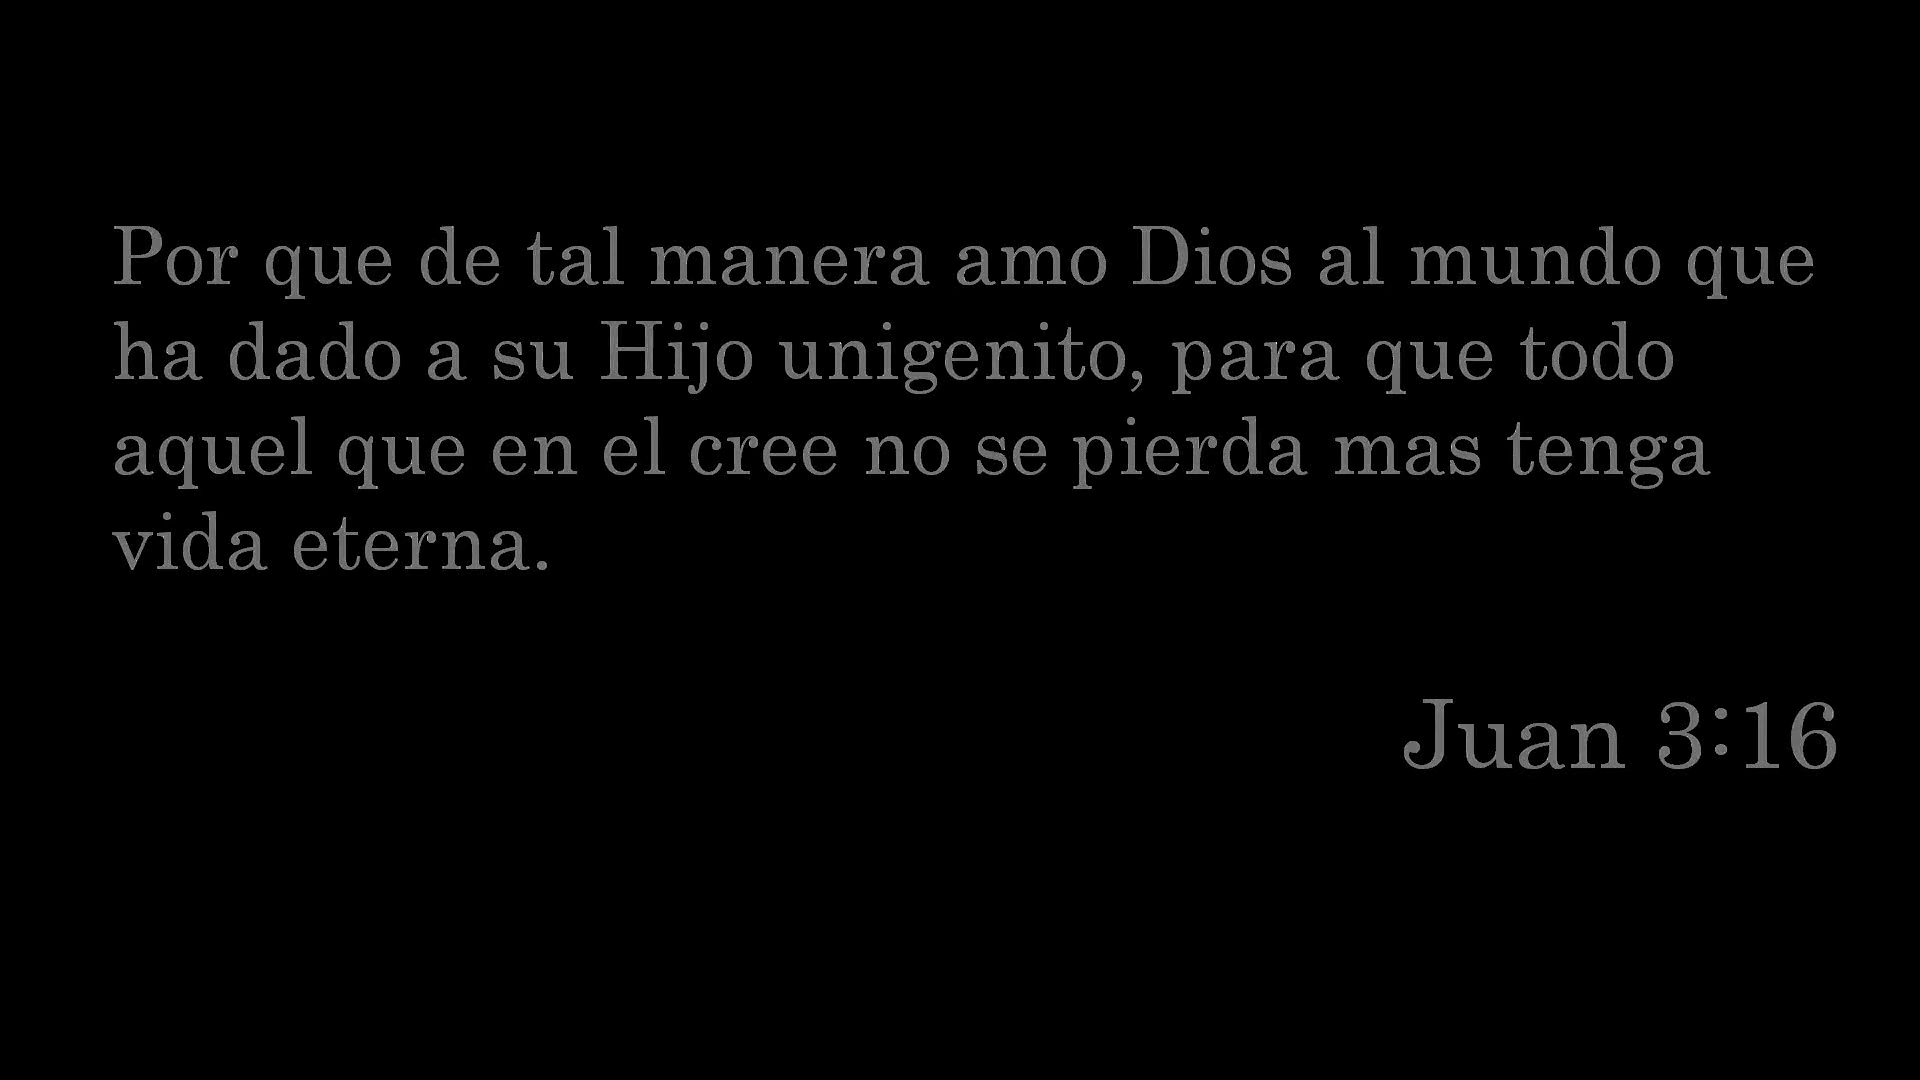 Por que de tal manera amo Dios al mundo que
ha dado a su Hijo unigenito, para que todo
aquel que en el cree no se pierda mas tenga
vida eterna.
Juan 3:16